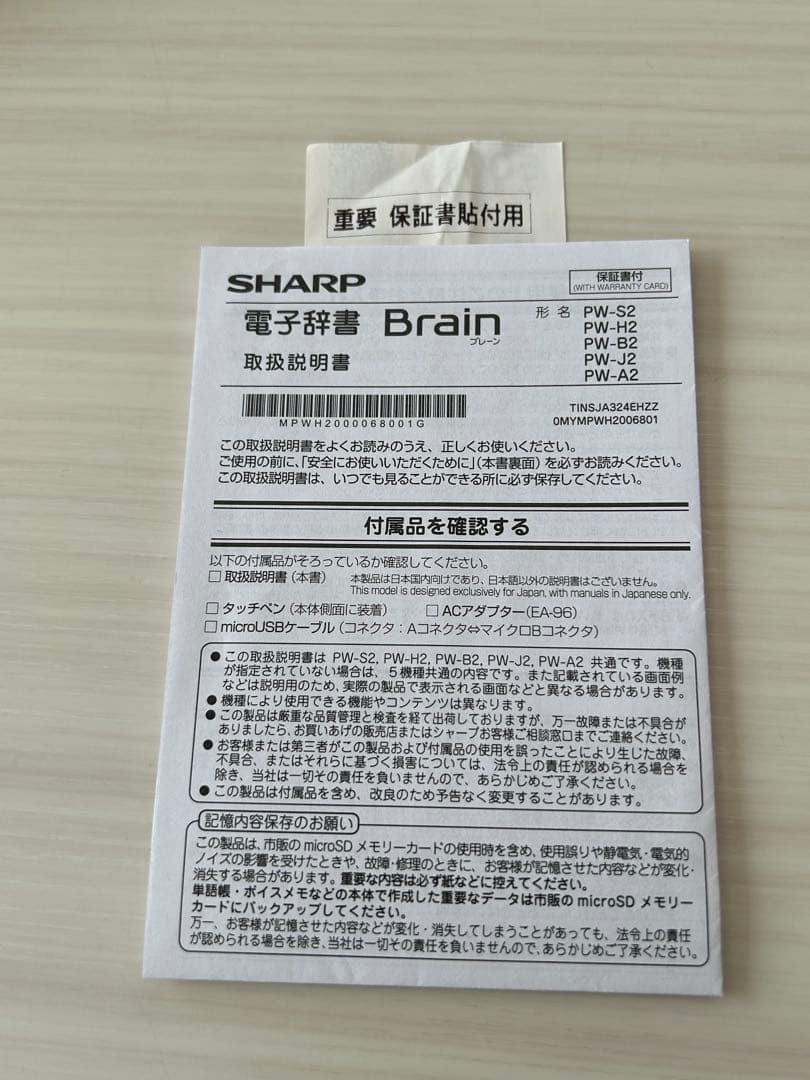 重要 保証書貼付用
SHARP
保証書付
(WITH WARRANTY CARD)
電子辞書 Brain
ブレーン
取扱説明書
形名 PW-S2
PW-H2
PW-B2
PW-J2
PW-A2
MPWH2000068001G
TINSJA324EHZZ
0MYMPWH2006801
この取扱説明書をよくお読みのうえ、正しくお使いください。
ご使用の前に、「安全にお使いいただくために」(本書裏面)を必ずお読みください。
この取扱説明書は、いつでも見ることができる所に必ず保存してください。
付属品を確認する
以下の付属品がそろっているか確認してください。
□ 取扱説明書(本書) 本製品は日本国内向けであり、日本語以外の説明書はございません。
This model is designed exclusively for Japan, with manuals in Japanese only.
□ タッチペン(本体側面に装着) □ ACアダプター(EA-96)
□ microUSBケーブル(コネクタ:Aコネクタ⇔マイクロBコネクタ)
● この取扱説明書は PW-S2, PW-H2, PW-B2, PW-J2, PW-A2 共通です。機種
が指定されていない場合は、5機種共通の内容です。また記載されている画面例
などは説明用のため、実際の製品で表示される画面などと異なる場合があります。
● 機種により使用できる機能やコンテンツは異なります。
● この製品は厳重な品質管理と検査を経て出荷しておりますが、万一故障または不具合が
ありましたら、お買いあげの販売店またはシャープお客様ご相談窓口までご連絡ください。
● お客様または第三者がこの製品および付属品の使用を誤ったことにより生じた故障、
不具合、またはそれらに基づく損害については、法令上の責任が認められる場合を
除き、当社は一切その責任を負いませんので、あらかじめご了承ください。
● この製品は付属品を含め、改良のため予告なく変更することがあります。
記憶内容保存のお願い
この製品は、市販の microSD メモリーカードの使用時を含め、使用誤りや静電気・電気的
ノイズの影響を受けたときや、故障・修理のときに、お客様が記憶させた内容などが変化・
消失する場合があります。重要な内容は必ず紙などに控えてください。
単語帳・ボイスメモなどの本体で作成した重要なデータは市販の microSD メモリー
カードにバックアップしてください。
万一、お客様が記憶させた内容などが変化・消失してしまうことがあっても、法令上の責任
が認められる場合を除き、当社は一切その責任を負いませんので、あらかじめご了承ください。